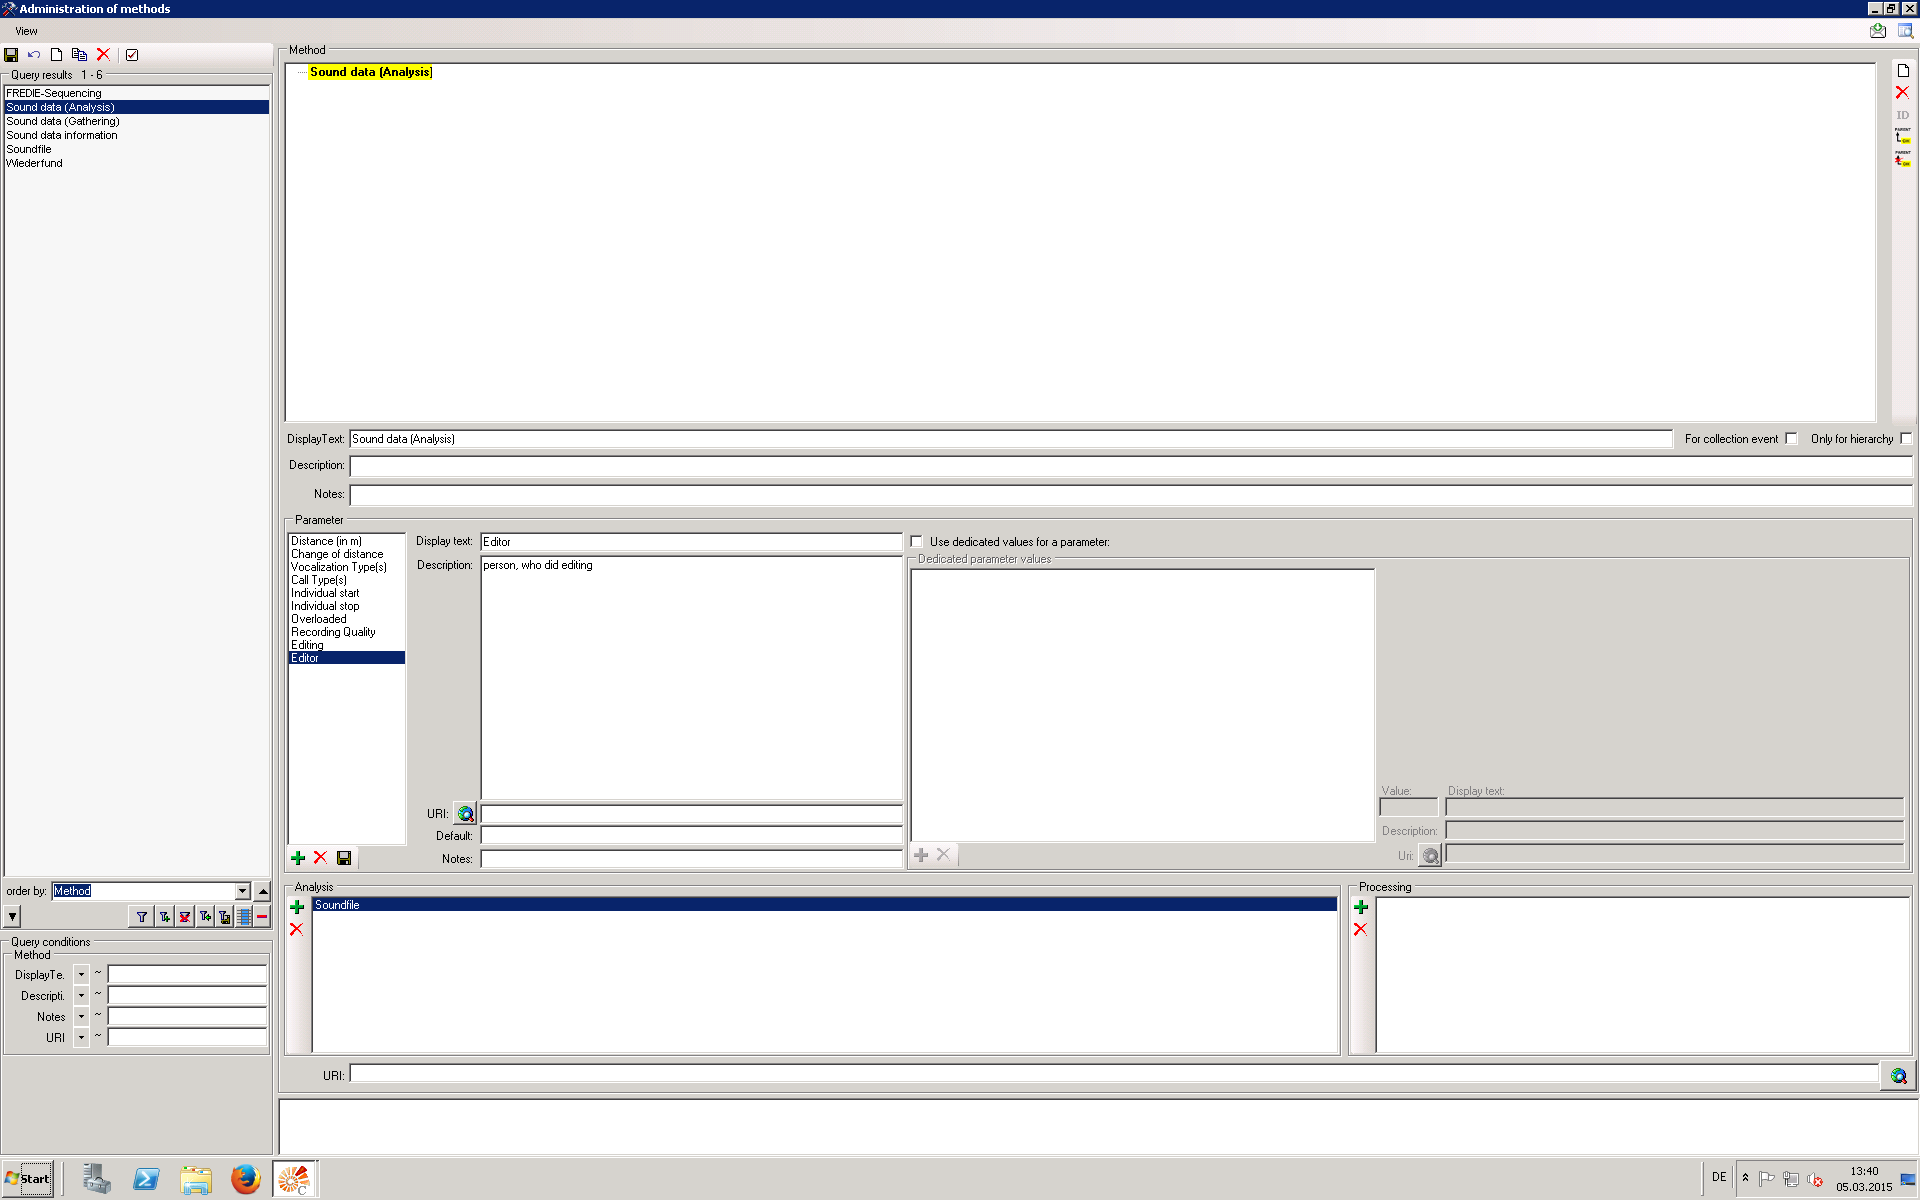 Administration of methods
View
Query results 1 - 6
FREDIE-Sequencing
Sound data (Analysis)
Sound data (Gathering)
Sound data information
Soundfile
Wiederfund
order by: Method
Query conditions
Method
DisplayTe. ~
Descripti. ~
Notes ~
URI ~
Method
Sound data (Analysis)
ID
PARENT
PARENT
DisplayText: Sound data (Analysis) For collection event Only for hierarchy
Description:
Notes:
Parameter
Distance (in m)
Change of distance
Vocalization Type(s)
Call Type(s)
Individual start
Individual stop
Overloaded
Recording Quality
Editing
Editor
Display text: Editor
Description: person, who did editing
URI:
Default:
Notes:
Use dedicated values for a parameter:
Dedicated parameter values
Value: Display text:
Description:
Uri:
Analysis
Soundfile
Processing
URI:
Start
C
DE
13:40
05.03.2015